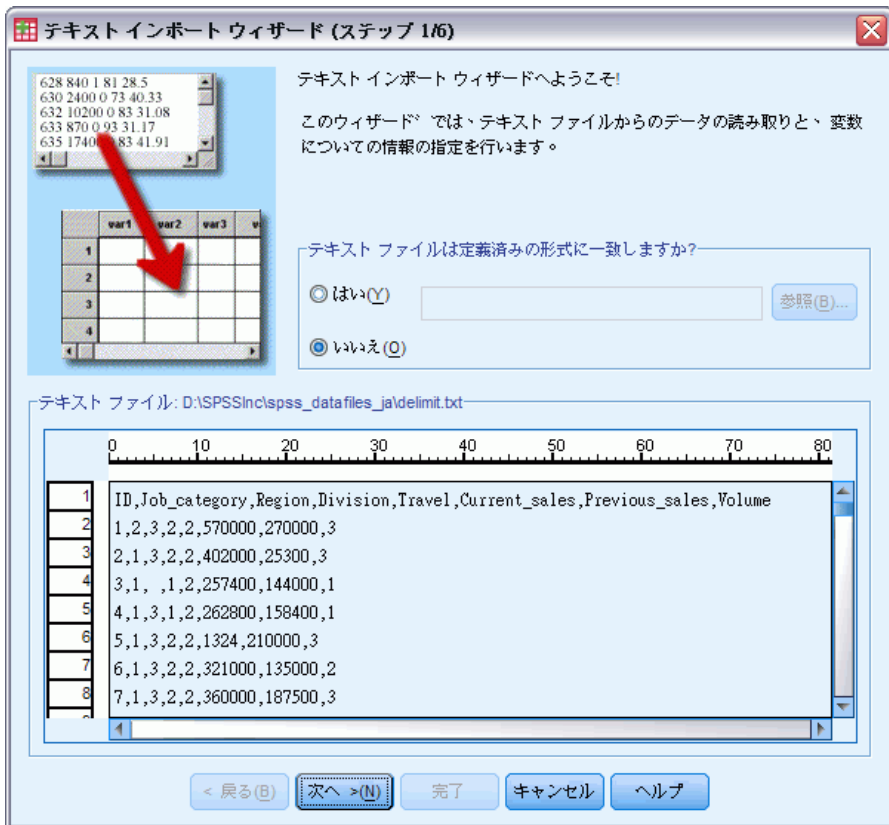 テキスト インポート ウィザード (ステップ 1/6)
628 840 1 81 28.5
630 2400 0 73 40.33
632 10200 0 83 31.08
633 870 0 93 31.17
635 1740 0 83 41.91
var1 var2 var3 v
1
2
3
4
テキスト インポート ウィザードへようこそ!
このウィザード゛では、テキスト ファイルからのデータの読み取りと、変数
についての情報の指定を行います。
テキスト ファイルは定義済みの形式に一致しますか?
はい(Y)
参照(B)...
いいえ(O)
テキスト ファイル: D:\SPSSInc\spss_datafiles_ja\delimit.txt
0 10 20 30 40 50 60 70 80
1 ID,Job_category,Region,Division,Travel,Current_sales,Previous_sales,Volume
2 1,2,3,2,2,570000,270000,3
3 2,1,3,2,2,402000,25300,3
4 3,1, ,1,2,257400,144000,1
5 4,1,3,1,2,262800,158400,1
6 5,1,3,2,2,1324,210000,3
7 6,1,3,2,2,321000,135000,2
8 7,1,3,2,2,360000,187500,3
< 戻る(B) 次へ >(N) 完了 キャンセル ヘルプ